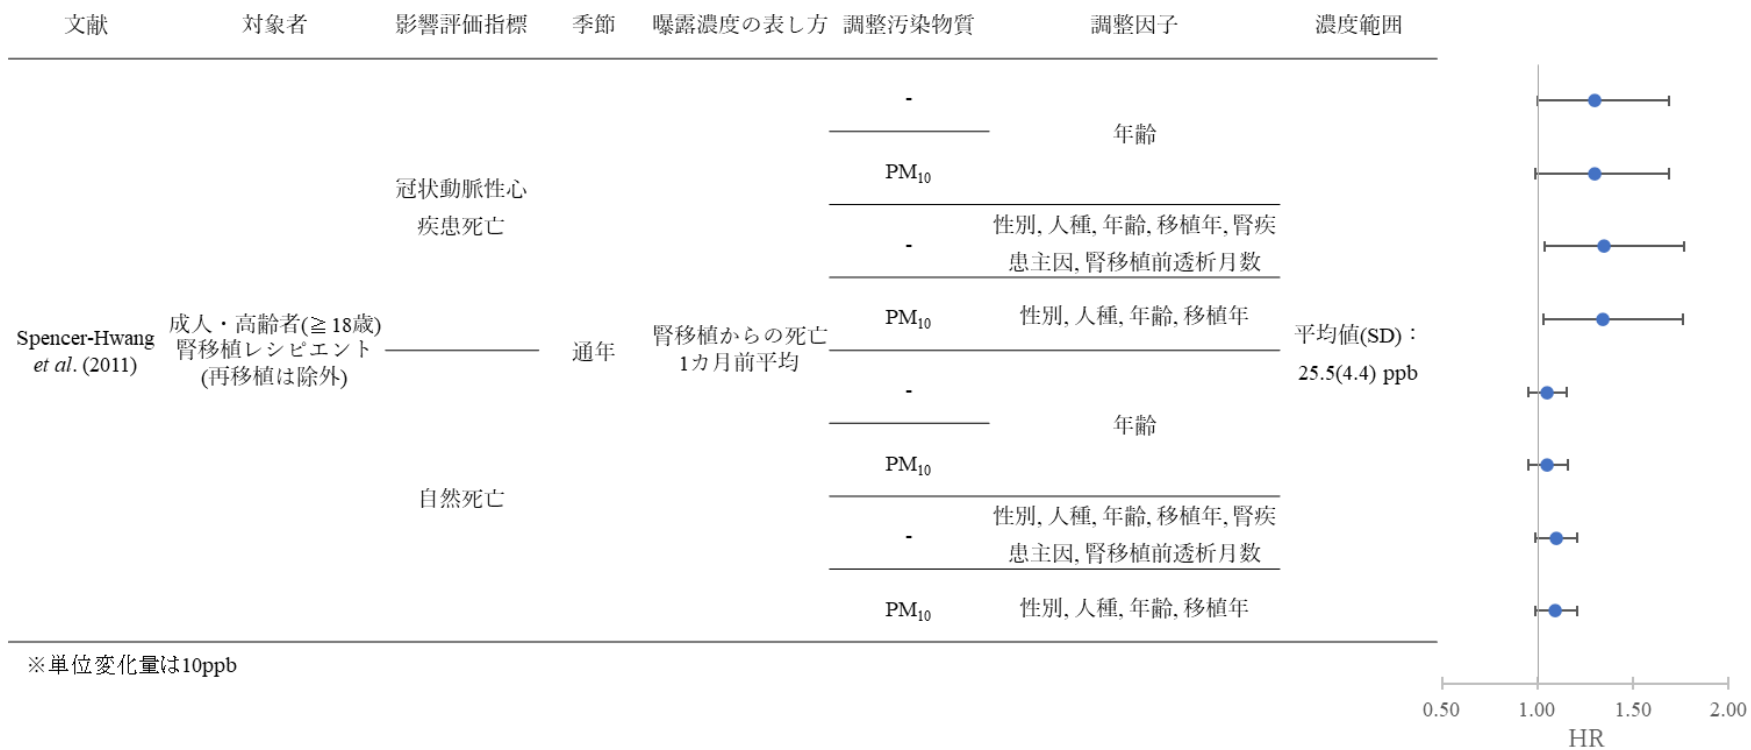 文献 対象者 影響評価指標 季節 曝露濃度の表し方 調整汚染物質 調整因子 濃度範囲
-
年齢
PM10
冠状動脈性心
疾患死亡
-
性別, 人種, 年齢, 移植年, 腎疾
患主因, 腎移植前透析月数
PM10 性別, 人種, 年齢, 移植年
Spencer-Hwang
et al. (2011)
成人・高齢者(≧18歳)
腎移植レシピエント
(再移植は除外)
通年
腎移植からの死亡
1カ月前平均
平均値(SD)：
25.5(4.4) ppb
-
年齢
PM10
自然死亡
-
性別, 人種, 年齢, 移植年, 腎疾
患主因, 腎移植前透析月数
PM10 性別, 人種, 年齢, 移植年
※単位変化量は10ppb
0.50 1.00 1.50 2.00
HR